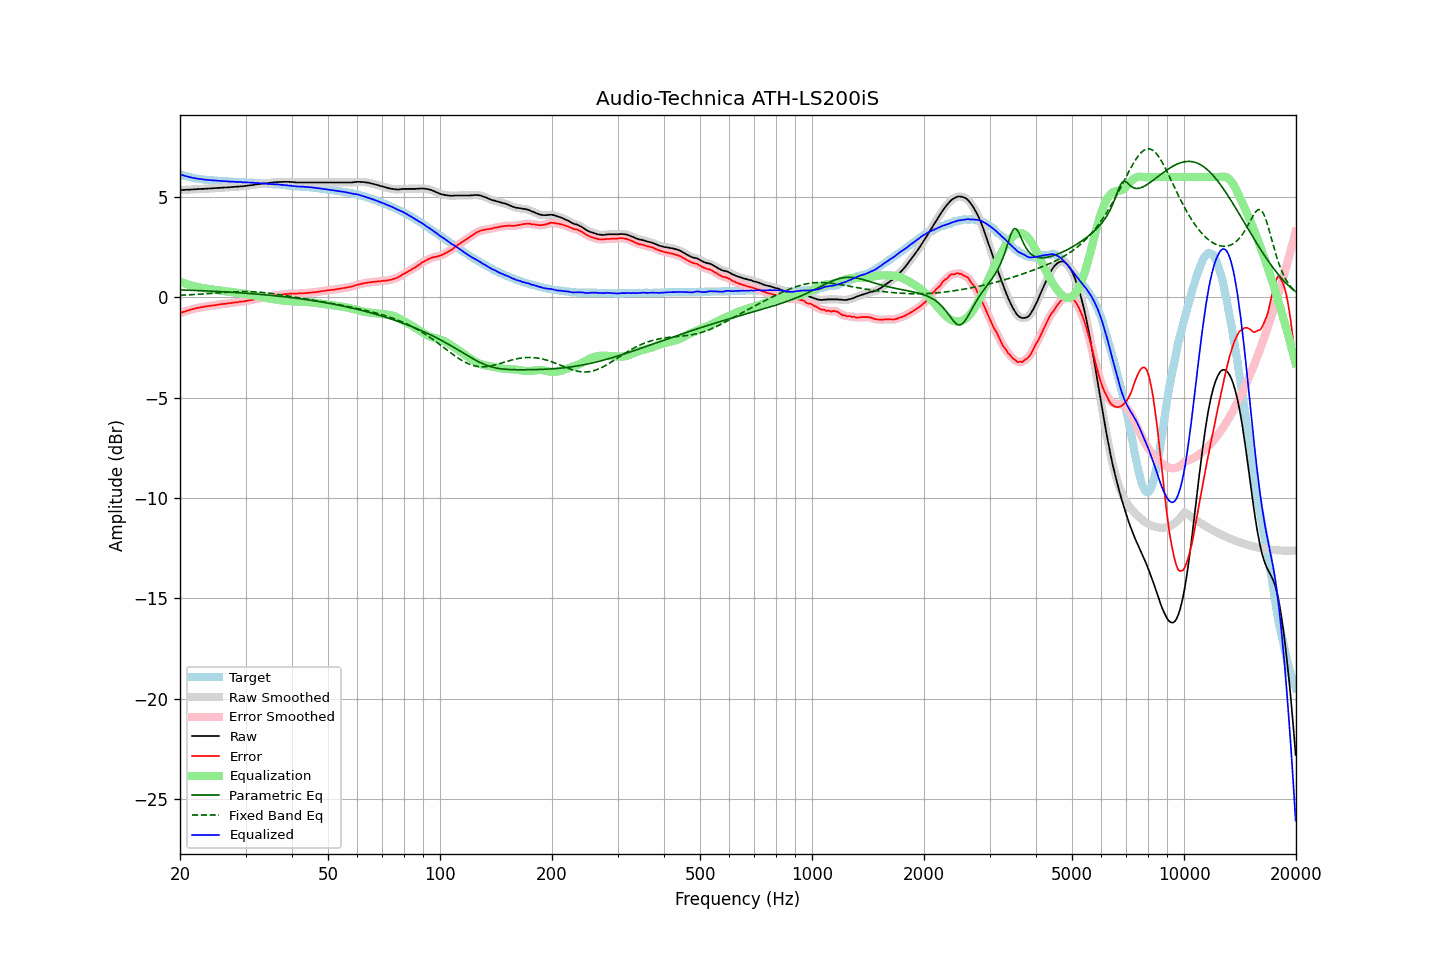 Audio-Technica ATH-LS200iS
Amplitude (dBr)
5
0
−5
−10
−15
−20
−25
Target
Raw Smoothed
Error Smoothed
Raw
Error
Equalization
Parametric Eq
Fixed Band Eq
Equalized
20 50 100 200 500 1000 2000 5000 10000 20000
Frequency (Hz)